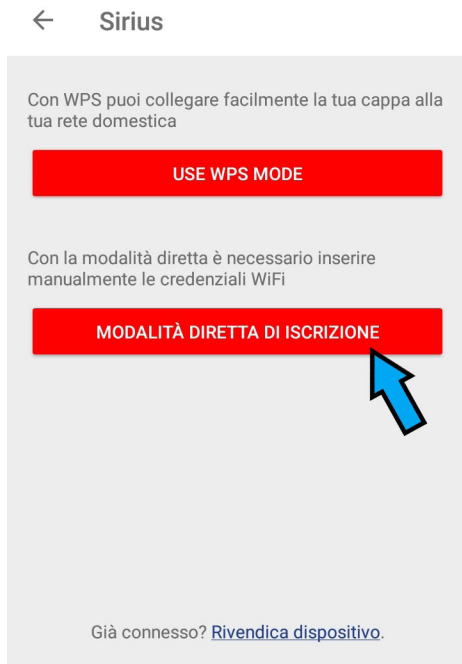 Sirius
Con WPS puoi collegare facilmente la tua cappa alla
tua rete domestica
USE WPS MODE
Con la modalità diretta è necessario inserire
manualmente le credenziali WiFi
MODALITÀ DIRETTA DI ISCRIZIONE
Già connesso? Rivendica dispositivo.